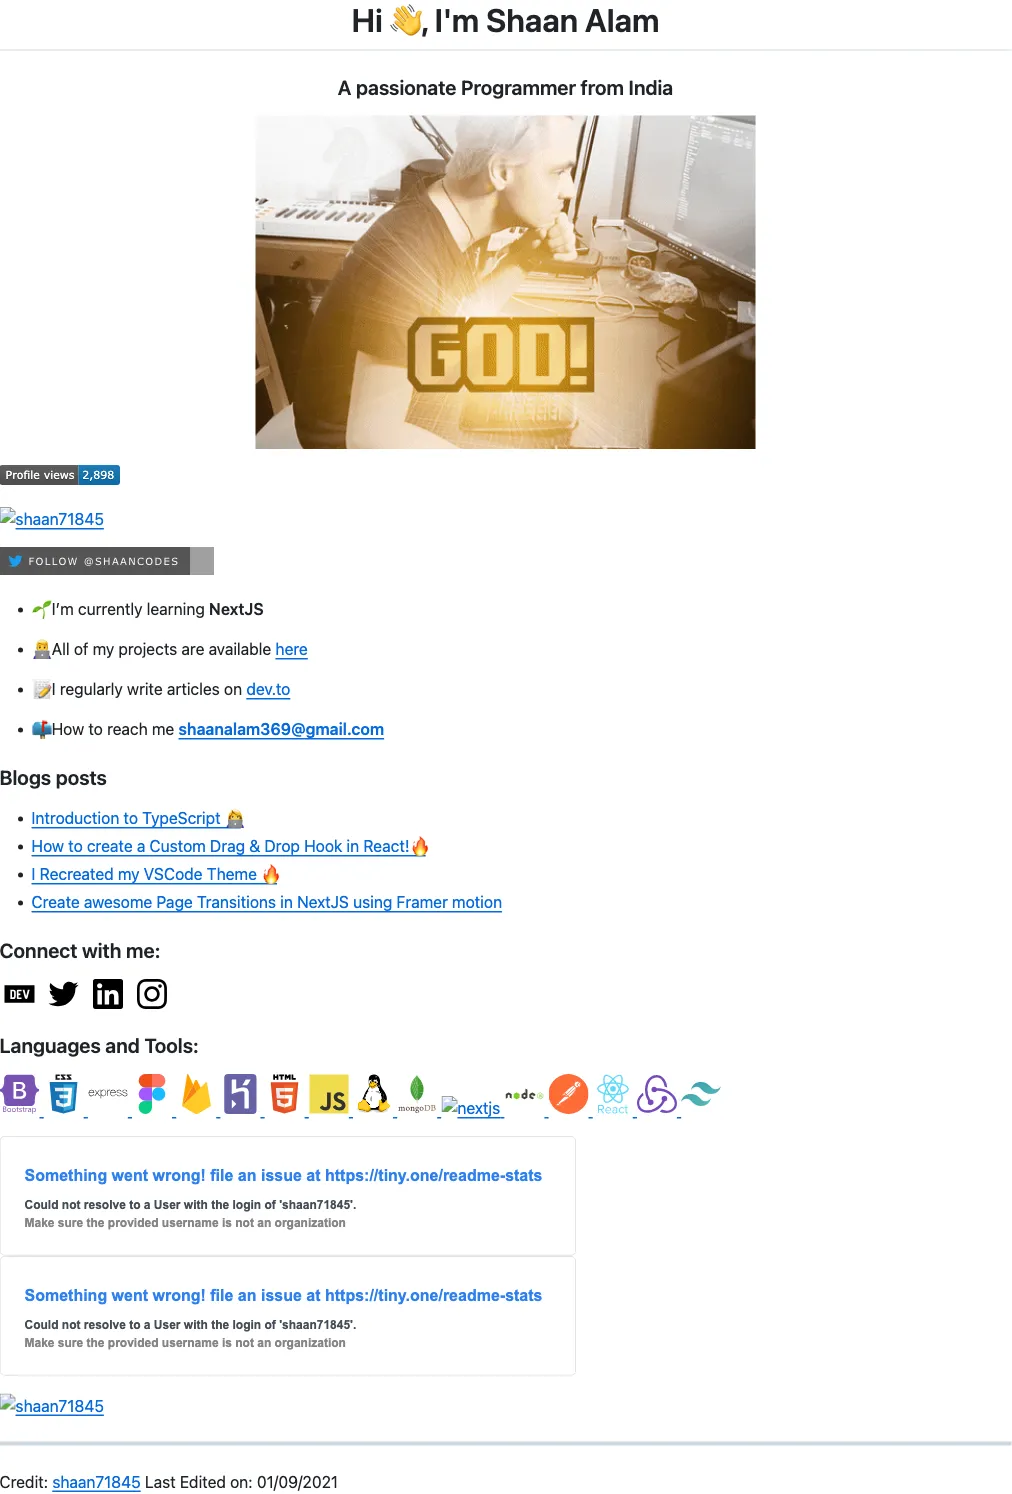 Hi 👋, I'm Shaan Alam
A passionate Programmer from India
GOD!
Profile views 2,898
shaan71845
FOLLOW @SHAANCODES
🌱I'm currently learning NextJS
👨‍💻All of my projects are available here
📝I regularly write articles on dev.to
📫How to reach me shaanalam369@gmail.com
Blogs posts
Introduction to TypeScript 👩‍💻
How to create a Custom Drag & Drop Hook in React!🔥
I Recreated my VSCode Theme 🔥
Create awesome Page Transitions in NextJS using Framer motion
Connect with me:
DEV in
Languages and Tools:
B Bootstrap CSS 3 express HTML 5 JS mongoDB nextjs node React
Something went wrong! file an issue at https://tiny.one/readme-stats
Could not resolve to a User with the login of 'shaan71845'.
Make sure the provided username is not an organization
Something went wrong! file an issue at https://tiny.one/readme-stats
Could not resolve to a User with the login of 'shaan71845'.
Make sure the provided username is not an organization
shaan71845
Credit: shaan71845 Last Edited on: 01/09/2021